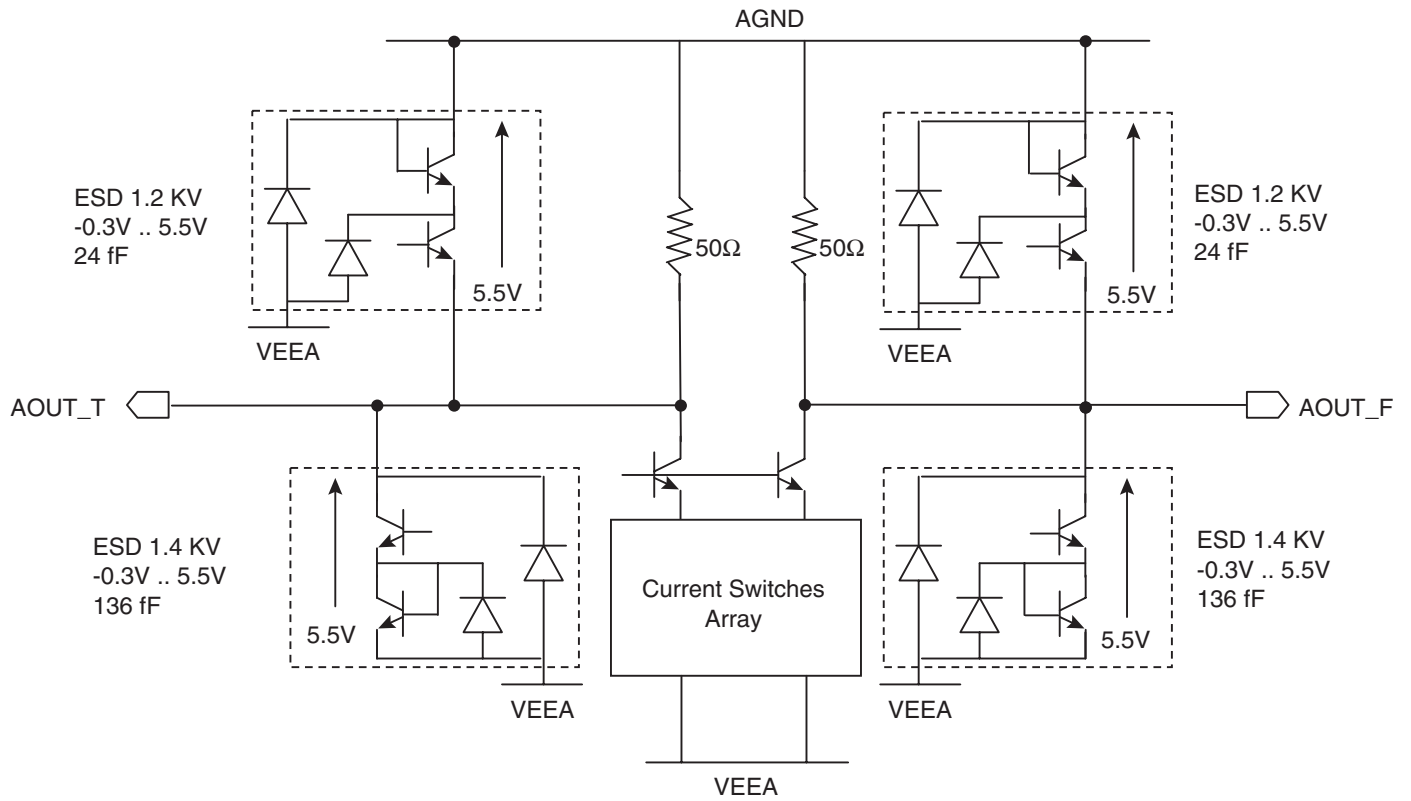 AGND
ESD 1.2 KV
-0.3V .. 5.5V
24 fF
5.5V
VEEA
50Ω
50Ω
ESD 1.2 KV
-0.3V .. 5.5V
24 fF
5.5V
VEEA
AOUT_T
AOUT_F
ESD 1.4 KV
-0.3V .. 5.5V
136 fF
5.5V
VEEA
Current Switches
Array
VEEA
ESD 1.4 KV
-0.3V .. 5.5V
136 fF
5.5V
VEEA